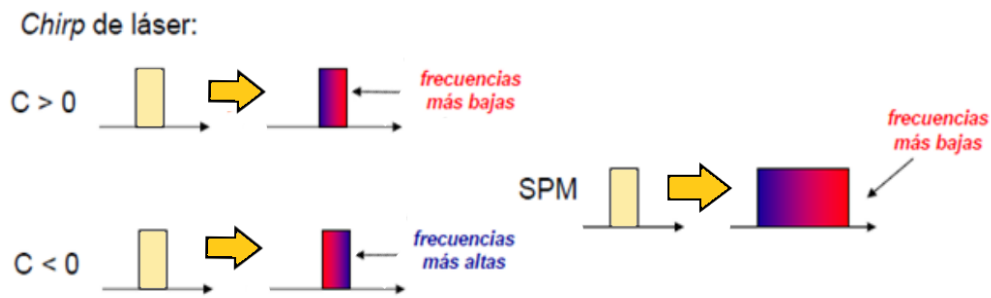 Chirp de láser:
C > 0
frecuencias
más bajas
C < 0
frecuencias
más altas
SPM
frecuencias
más bajas